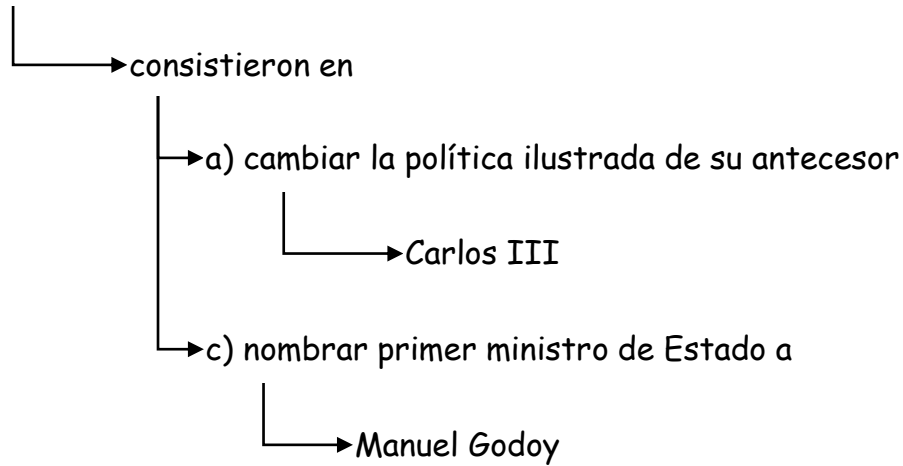 consistieron en
a) cambiar la política ilustrada de su antecesor
Carlos III
c) nombrar primer ministro de Estado a
Manuel Godoy